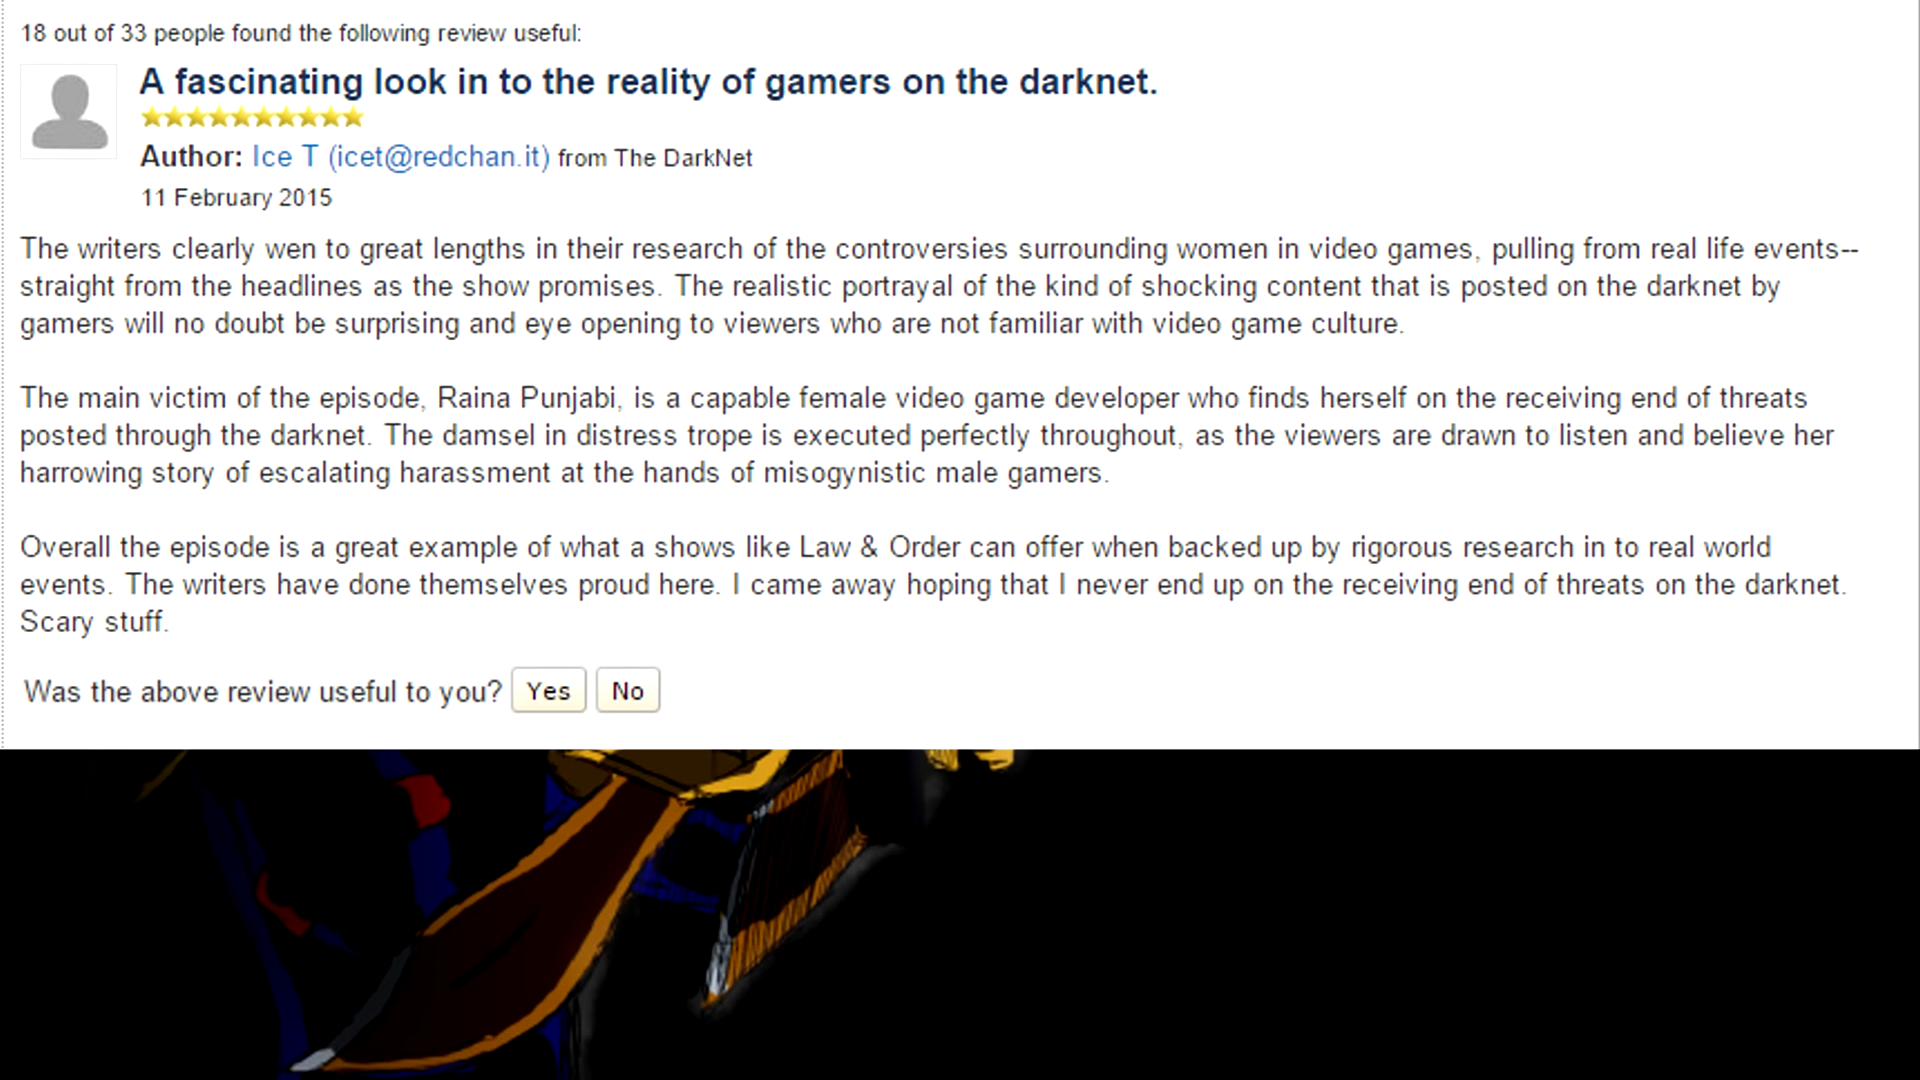 18 out of 33 people found the following review useful:
A fascinating look in to the reality of gamers on the darknet.
Author: Ice T (icet@redchan.it) from The DarkNet
11 February 2015
The writers clearly wen to great lengths in their research of the controversies surrounding women in video games, pulling from real life events--
straight from the headlines as the show promises. The realistic portrayal of the kind of shocking content that is posted on the darknet by
gamers will no doubt be surprising and eye opening to viewers who are not familiar with video game culture.
The main victim of the episode, Raina Punjabi, is a capable female video game developer who finds herself on the receiving end of threats
posted through the darknet. The damsel in distress trope is executed perfectly throughout, as the viewers are drawn to listen and believe her
harrowing story of escalating harassment at the hands of misogynistic male gamers.
Overall the episode is a great example of what a shows like Law & Order can offer when backed up by rigorous research in to real world
events. The writers have done themselves proud here. I came away hoping that I never end up on the receiving end of threats on the darknet.
Scary stuff.
Was the above review useful to you? Yes No